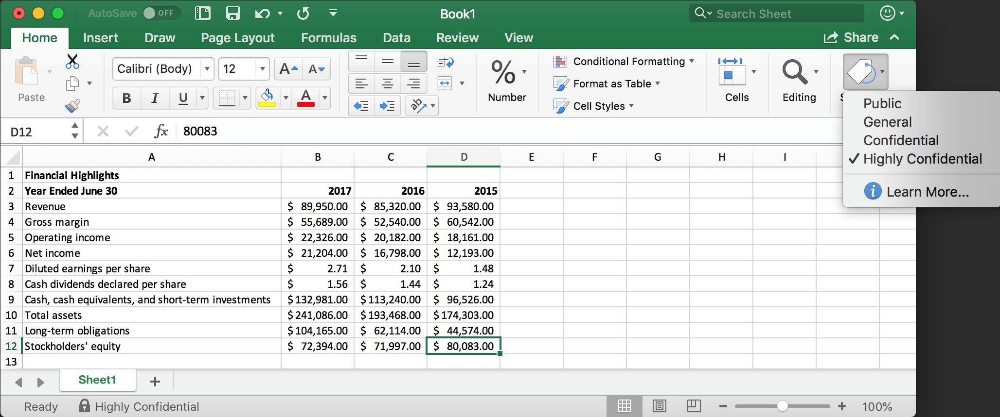 AutoSave OFF Book1 Search Sheet
Home Insert Draw Page Layout Formulas Data Review View Share
Paste
Calibri (Body) 12 A A
B I U A
ab
% Number
Conditional Formatting
Format as Table
Cell Styles
Cells
Editing
Public
General
Confidential
✓ Highly Confidential
i Learn More...
D12 fx 80083
A B C D E F G H I
1 Financial Highlights
2 Year Ended June 30 2017 2016 2015
3 Revenue $ 89,950.00 $ 85,320.00 $ 93,580.00
4 Gross margin $ 55,689.00 $ 52,540.00 $ 60,542.00
5 Operating income $ 22,326.00 $ 20,182.00 $ 18,161.00
6 Net income $ 21,204.00 $ 16,798.00 $ 12,193.00
7 Diluted earnings per share $ 2.71 $ 2.10 $ 1.48
8 Cash dividends declared per share $ 1.56 $ 1.44 $ 1.24
9 Cash, cash equivalents, and short-term investments $ 132,981.00 $ 113,240.00 $ 96,526.00
10 Total assets $ 241,086.00 $ 193,468.00 $ 174,303.00
11 Long-term obligations $ 104,165.00 $ 62,114.00 $ 44,574.00
12 Stockholders' equity $ 72,394.00 $ 71,997.00 $ 80,083.00
13
Sheet1 +
Ready Highly Confidential 100%